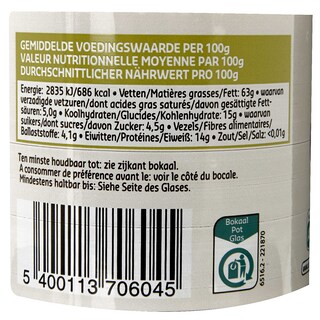 GEMIDDELDE VOEDINGSWAARDE PER 100g
VALEUR NUTRITIONNELLE MOYENNE PAR 100g
DURCHSCHNITTLICHER NÄHRWERT PRO 100g
Energie: 2835 kJ/686 kcal • Vetten/Matières grasses/Fett: 63g • waarvan
verzadigde vetzuren/dont acides gras saturés/davon gesättigte Fett-
säuren: 5,0g • Koolhydraten/Glucides/Kohlenhydrate: 15g • waarvan
suikers/dont sucres/davon Zucker: 4,5g • Vezels/Fibres alimentaires/
Ballaststoffe: 4,1g • Eiwitten/Protéines/Eiweiß: 14g • Zout/Sel/Salz: <0,01g
Ten minste houdbaar tot: zie zijkant bokaal.
A consommer de préférence avant le: voir le côté du bocale.
Mindestens haltbar bis: Siehe Seite des Glases.
Bokaal
Pot
Glas
6516.2 - 221870
5 400113 706045